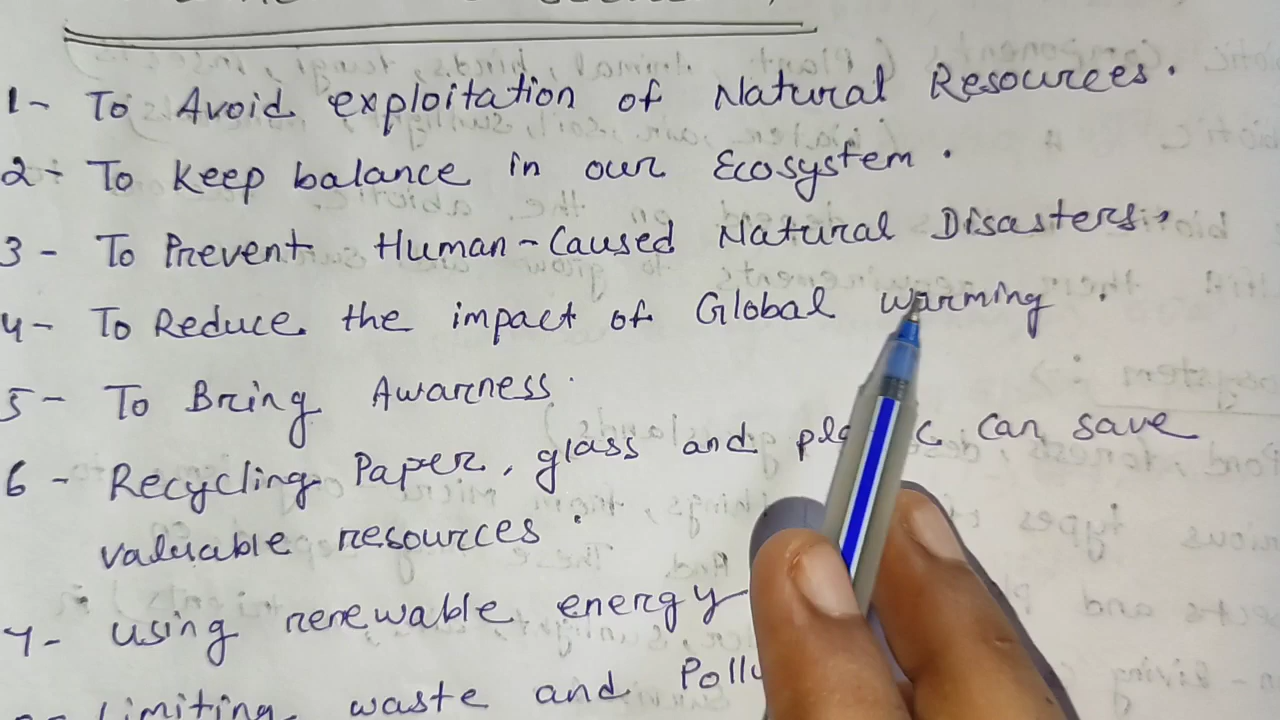 1- To Avoid exploitation of Natural Resources.
2- To Keep balance in our Ecosystem.
3- To Prevent Human-Caused Natural Disasters.
4- To Reduce the impact of Global warming.
5- To Bring Awarness.
6- Recycling Paper, glass and can save
valuable resources.
7- using renewable energy
Limiting waste and